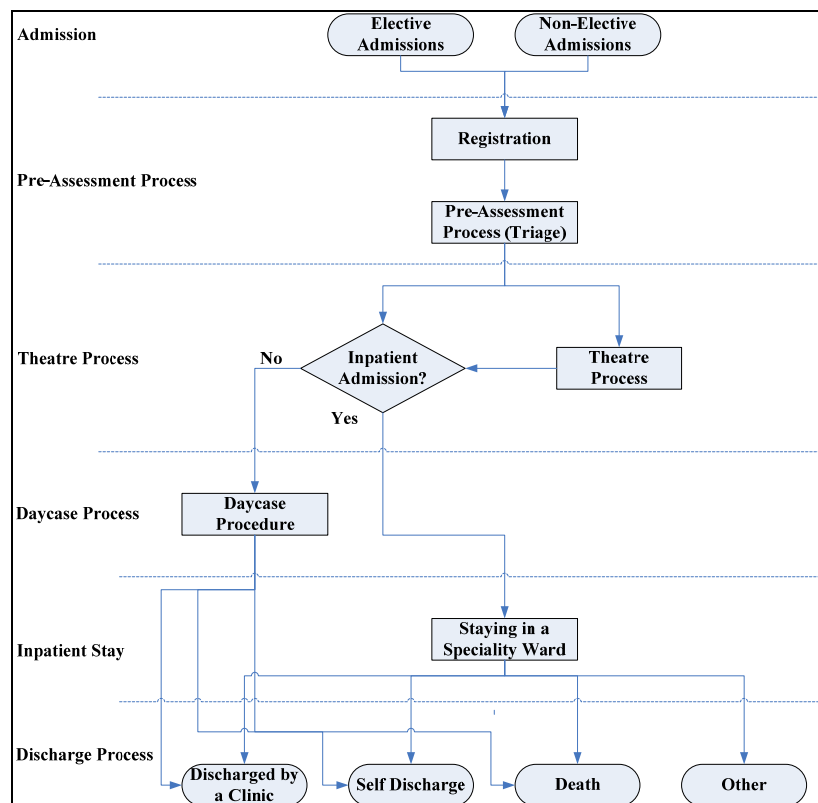 Admission
Elective
Admissions
Non-Elective
Admissions
Registration
Pre-Assessment Process
Pre-Assessment
Process (Triage)
Theatre Process
No
Inpatient
Admission?
Theatre
Process
Yes
Daycase Process
Daycase
Procedure
Inpatient Stay
Staying in a
Speciality Ward
Discharge Process
Discharged by
a Clinic
Self Discharge
Death
Other